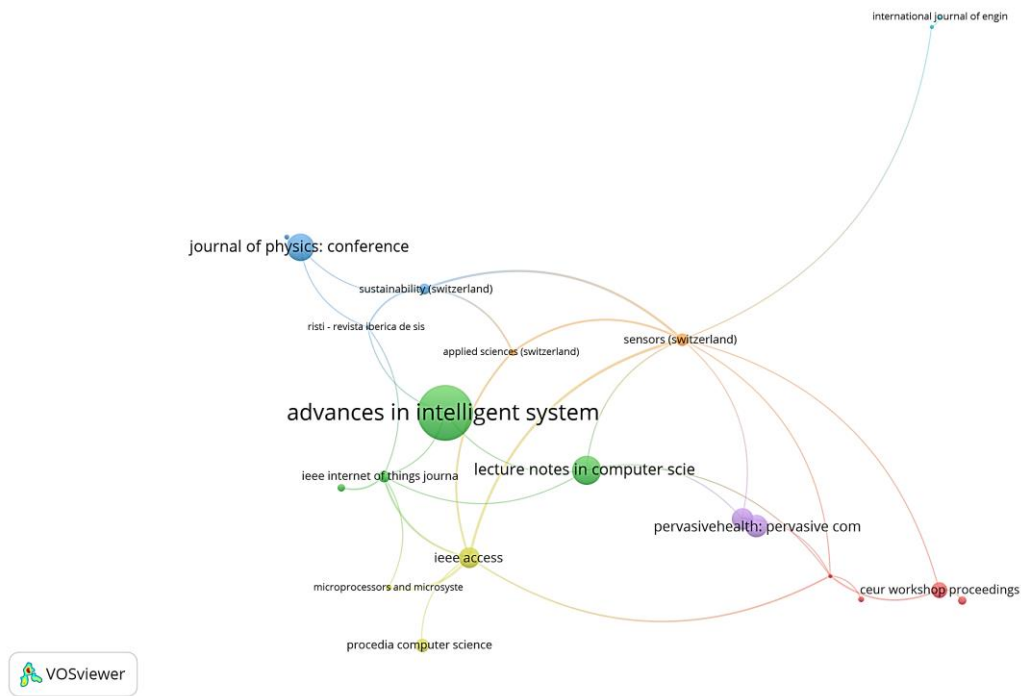 international journal of engin
journal of physics: conference
sustainability (switzerland)
risti - revista iberica de sis
sensors (switzerland)
applied sciences (switzerland)
advances in intelligent system
lecture notes in computer scie
ieee internet of things journa
pervasivehealth: pervasive com
ieee access
microprocessors and microsyste
ceur workshop proceedings
procedia computer science
VOSviewer